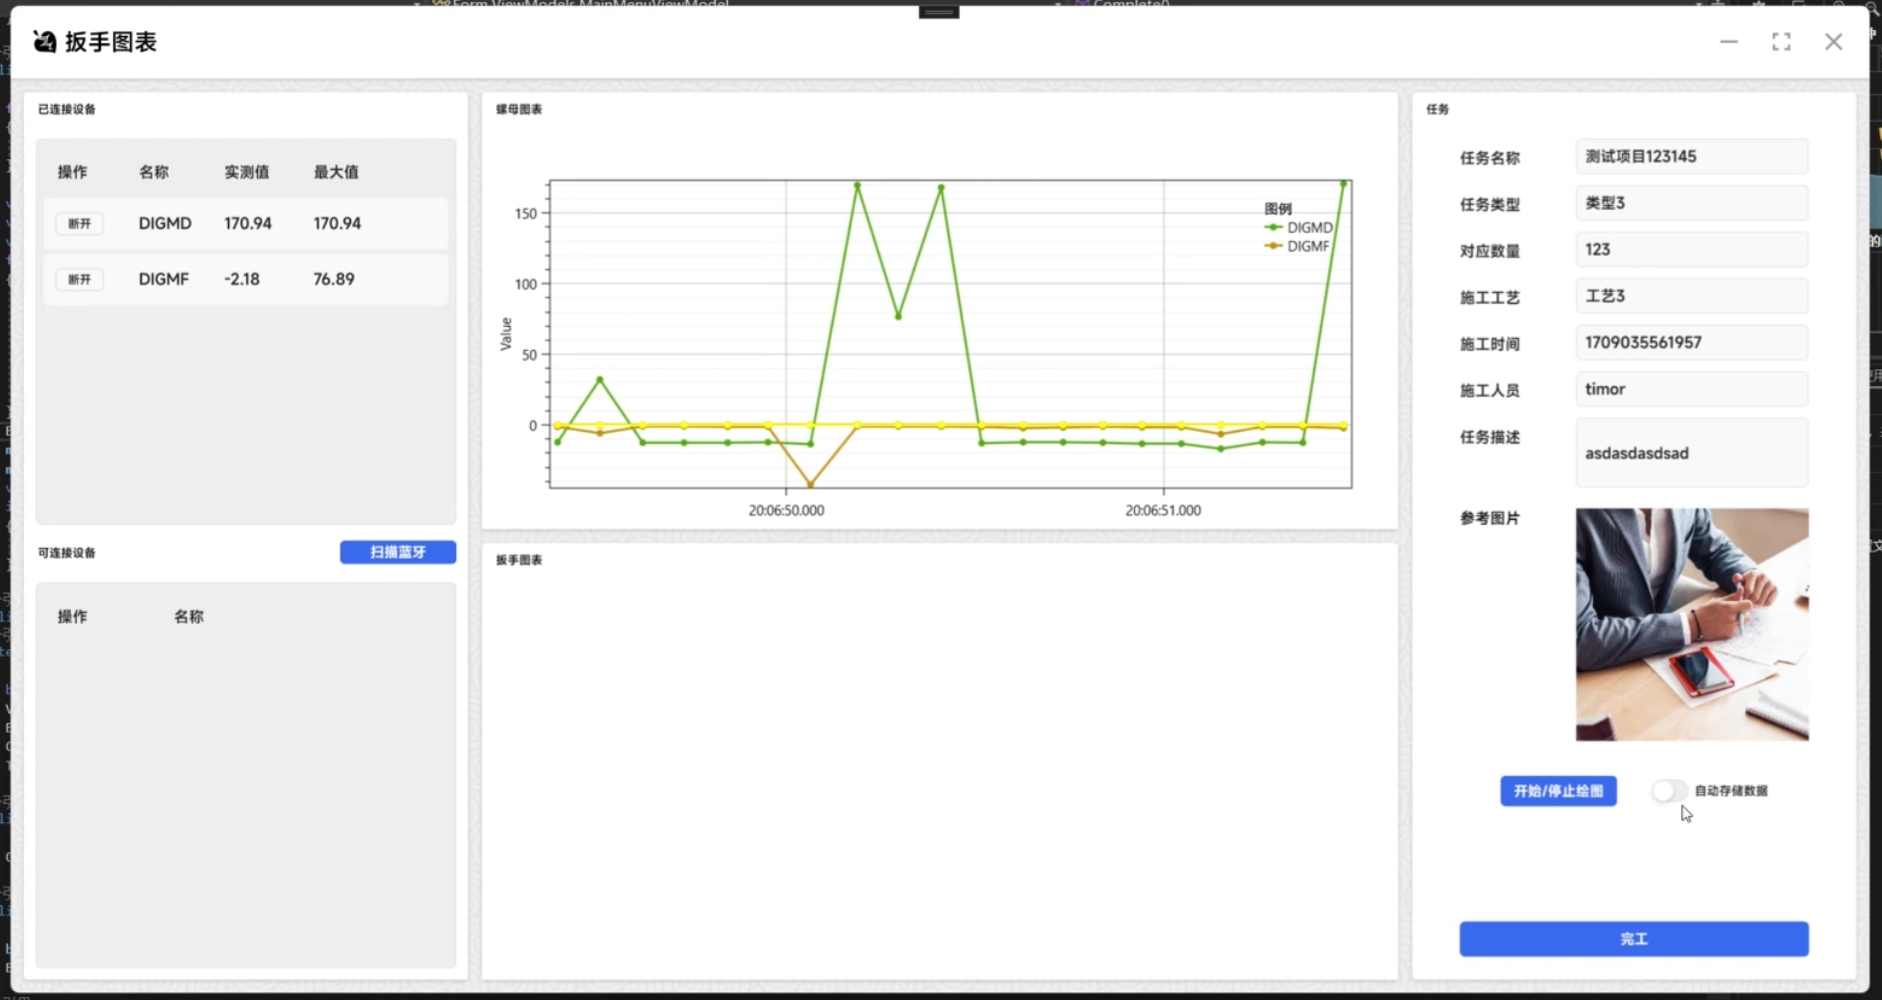 Form.ViewModels.MainMenuViewModel
Complete()
扳手图表
已连接设备
操作 名称 实测值 最大值
断开 DIGMD 170.94 170.94
断开 DIGMF -2.18 76.89
可连接设备
扫描蓝牙
操作 名称
螺母图表
图例
DIGMD
DIGMF
Value
150
100
50
0
20:06:50.000
20:06:51.000
扳手图表
任务
任务名称 测试项目123145
任务类型 类型3
对应数量 123
施工工艺 工艺3
施工时间 1709035561957
施工人员 timor
任务描述 asdasdasdsad
参考图片
开始/停止绘图
自动存储数据
完工